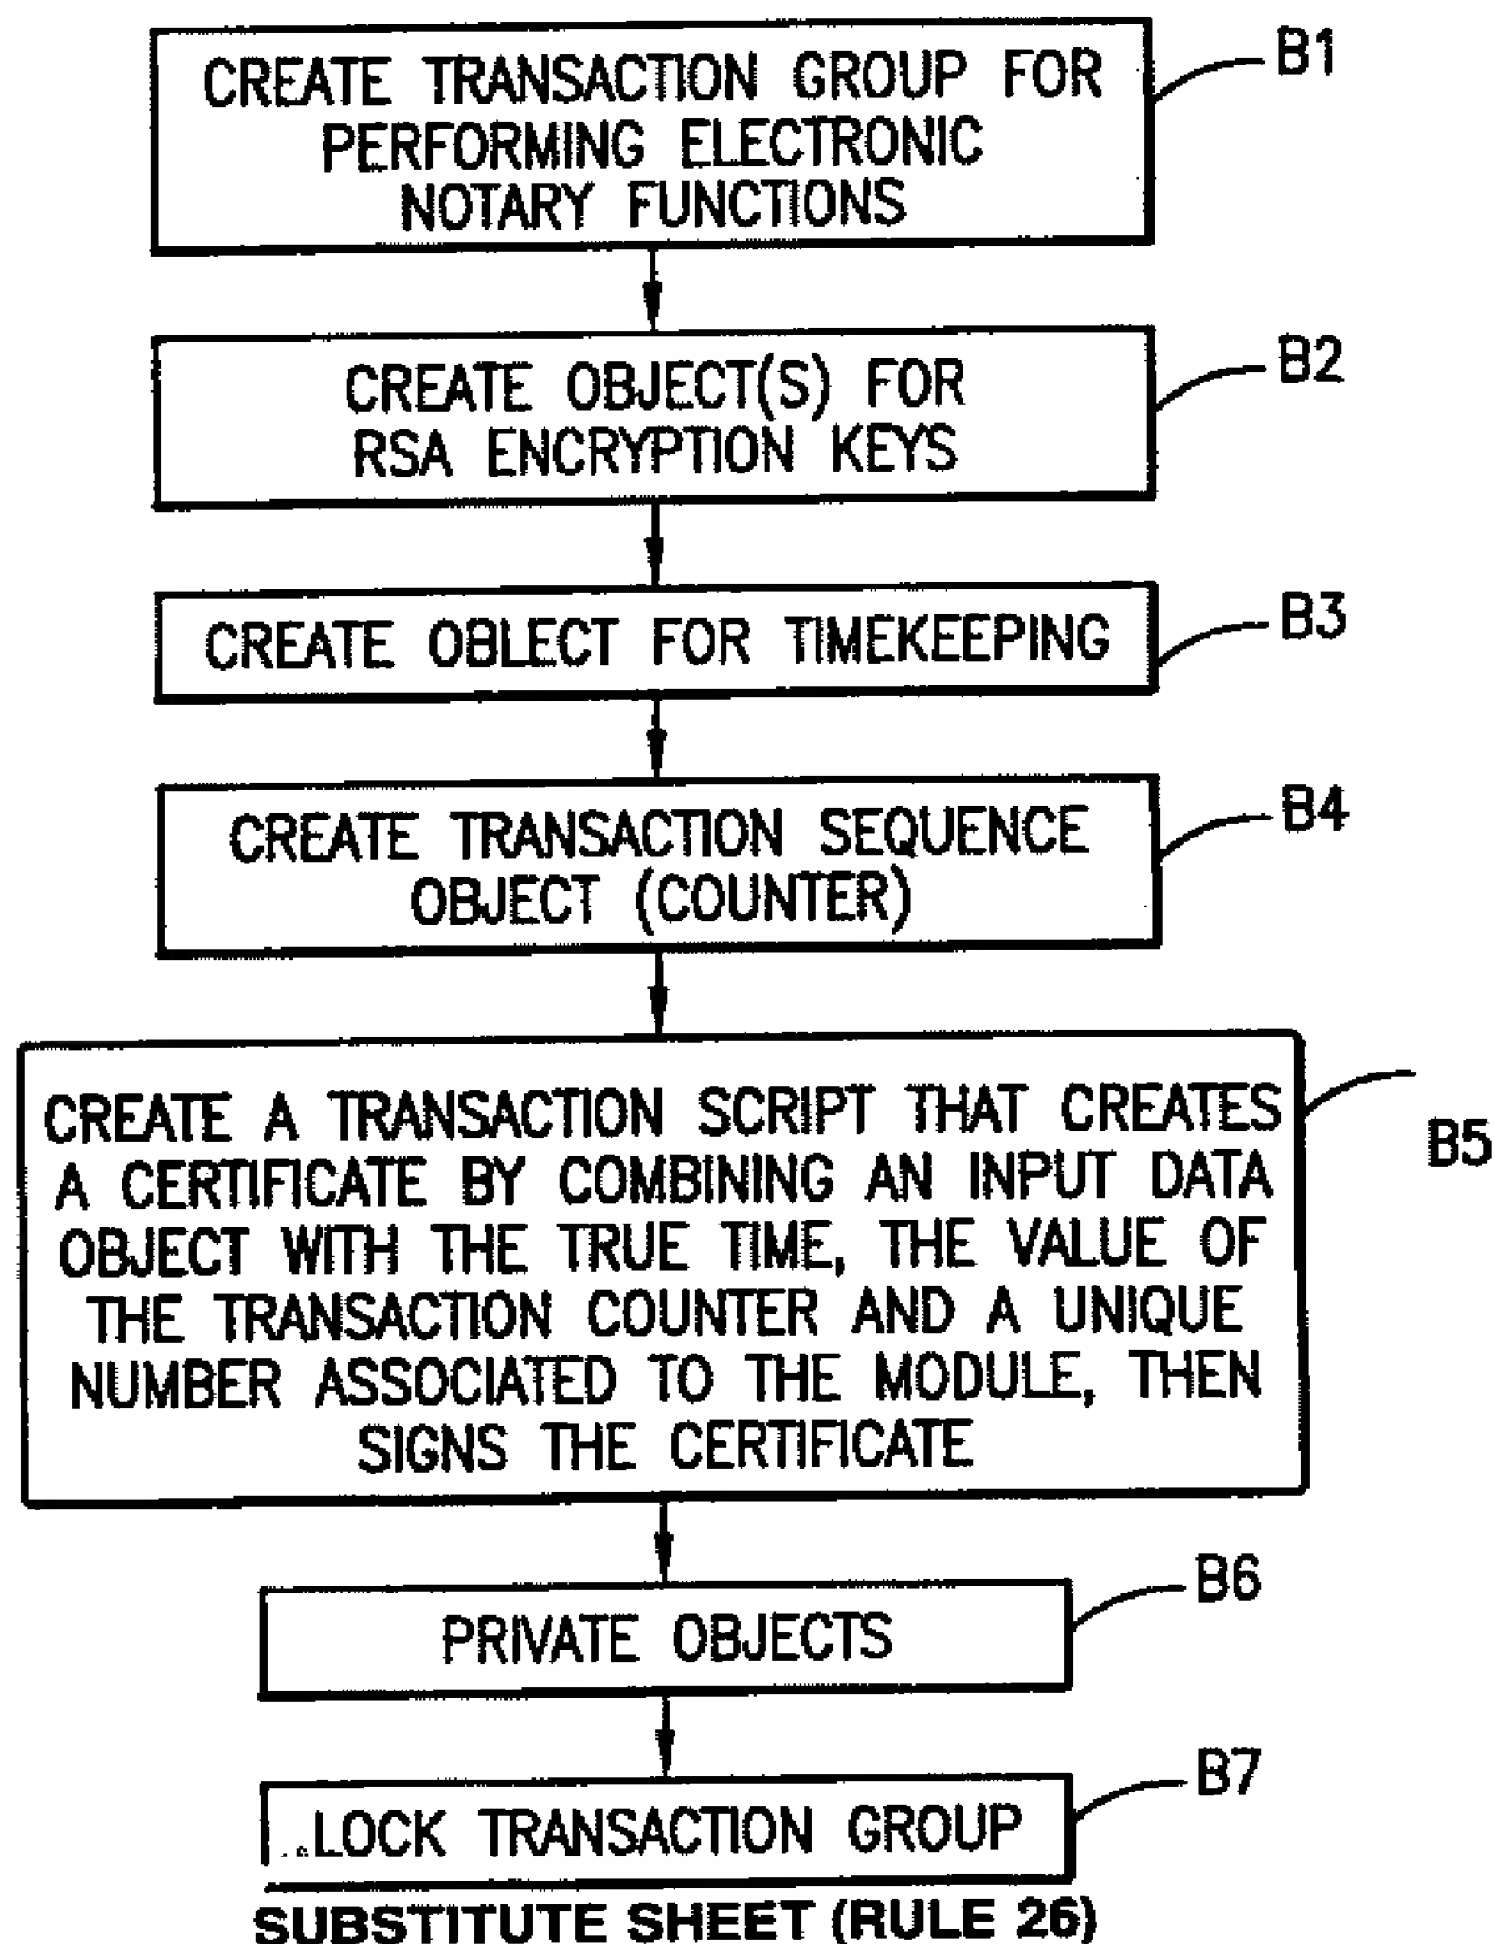 CREATE TRANSACTION GROUP FOR
PERFORMING ELECTRONIC
NOTARY FUNCTIONS
B1
CREATE OBJECT(S) FOR
RSA ENCRYPTION KEYS
B2
CREATE OBLECT FOR TIMEKEEPING
B3
CREATE TRANSACTION SEQUENCE
OBJECT (COUNTER)
B4
CREATE A TRANSACTION SCRIPT THAT CREATES
A CERTIFICATE BY COMBINING AN INPUT DATA
OBJECT WITH THE TRUE TIME, THE VALUE OF
THE TRANSACTION COUNTER AND A UNIQUE
NUMBER ASSOCIATED TO THE MODULE, THEN
SIGNS THE CERTIFICATE
B5
PRIVATE OBJECTS
B6
LOCK TRANSACTION GROUP
B7
SUBSTITUTE SHEET (RULE 26)